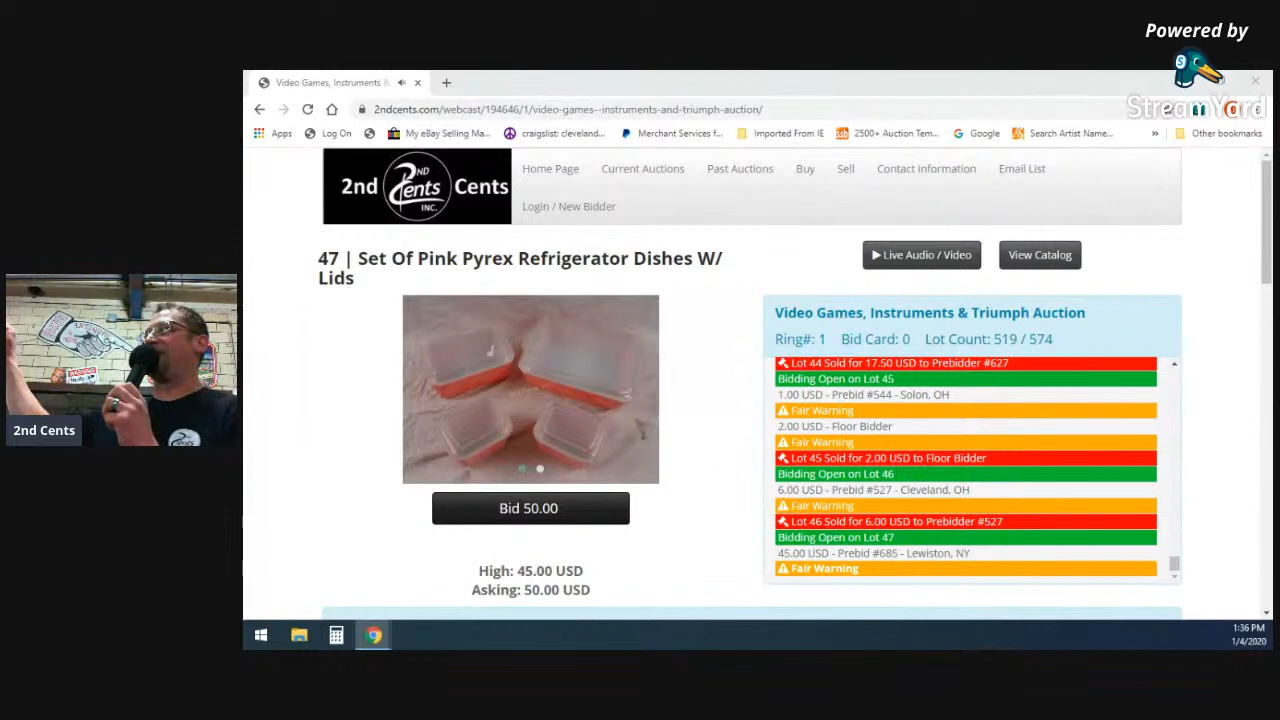 Powered by
StreamYard
Video Games, Instruments &
2ndcents.com/webcast/194646/1/video-games--instruments-and-triumph-auction/
Apps
Log On
My eBay Selling Ma...
craigslist: cleveland...
Merchant Services f...
Imported From IE
2500+ Auction Tem...
Google
Search Artist Name...
»
Other bookmarks
2nd
2ND Cents INC.
Cents
Home Page
Current Auctions
Past Auctions
Buy
Sell
Contact Information
Email List
Login / New Bidder
47 | Set Of Pink Pyrex Refrigerator Dishes W/
Lids
Live Audio / Video
View Catalog
Bid 50.00
High: 45.00 USD
Asking: 50.00 USD
Video Games, Instruments & Triumph Auction
Ring#: 1 Bid Card: 0 Lot Count: 519 / 574
Lot 44 Sold for 17.50 USD to Prebidder #627
Bidding Open on Lot 45
1.00 USD - Prebid #544 - Solon, OH
Fair Warning
2.00 USD - Floor Bidder
Fair Warning
Lot 45 Sold for 2.00 USD to Floor Bidder
Bidding Open on Lot 46
6.00 USD - Prebid #527 - Cleveland, OH
Fair Warning
Lot 46 Sold for 6.00 USD to Prebidder #527
Bidding Open on Lot 47
45.00 USD - Prebid #685 - Lewiston, NY
Fair Warning
2nd Cents
1:36 PM
1/4/2020